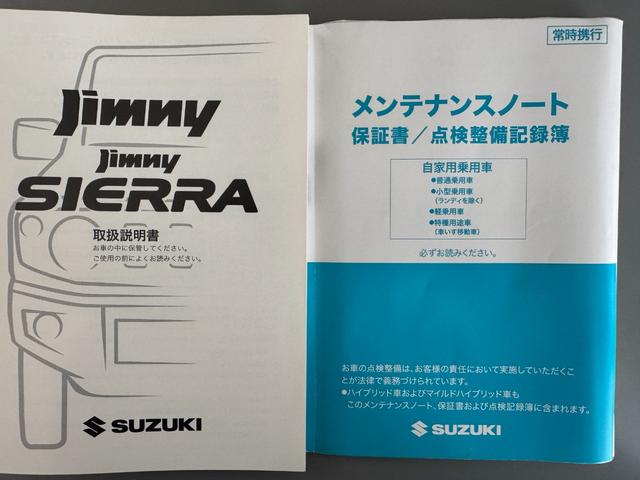 Jimny
Jimny
SIERRA
取扱説明書
お車の中に保管してください。
ご使用の前によくお読みください。
SUZUKI
常時携行
メンテナンスノート
保証書／点検整備記録簿
自家用乗用車
●普通乗用車
●小型乗用車
(ランディを除く)
●軽乗用車
●特種用途車
(車いす移動車)
必ずお読みください。
お車の点検整備は、お客様の責任において実施していただくこ
とが法律で義務づけられています。
●ハイブリッド車およびマイルドハイブリッド車も
このメンテナンスノート、保証書および点検記録簿に含まれます。
SUZUKI